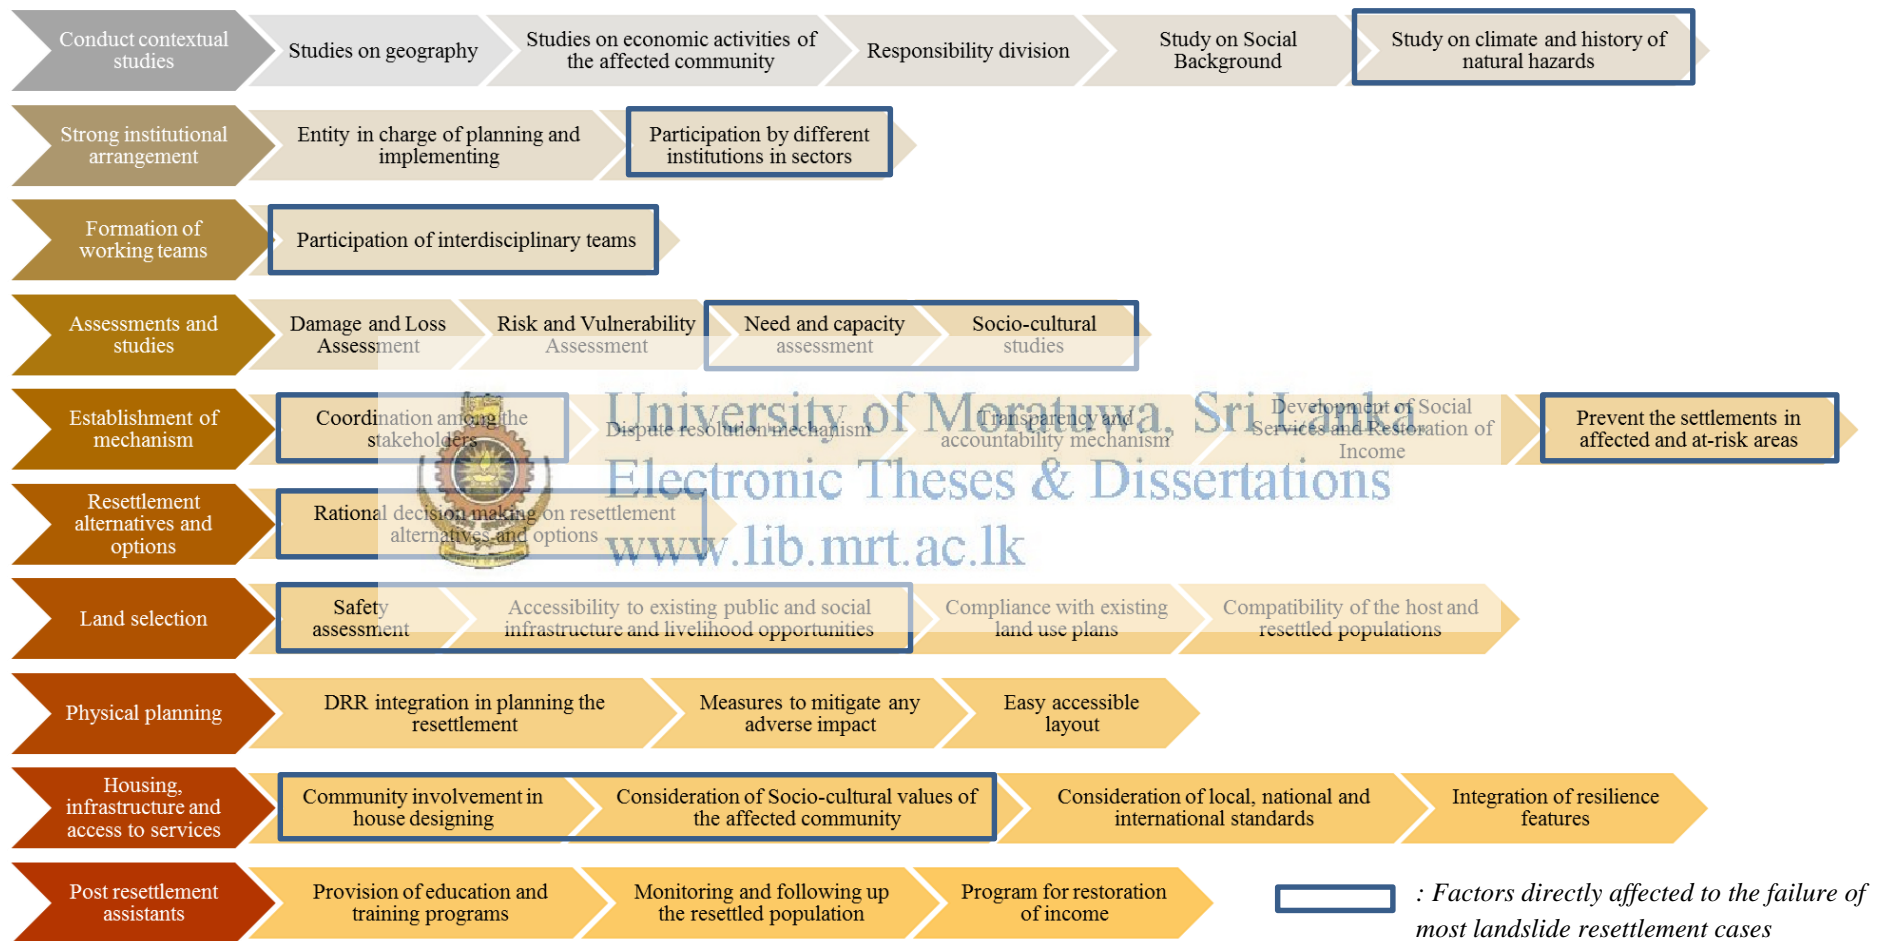 Conduct contextual
studies
Studies on geography
Studies on economic activities of
the affected community
Responsibility division
Study on Social
Background
Study on climate and history of
natural hazards
Strong institutional
arrangement
Entity in charge of planning and
implementing
Participation by different
institutions in sectors
Formation of
working teams
Participation of interdisciplinary teams
Assessments and
studies
Damage and Loss
Assessment
Risk and Vulnerability
Assessment
Need and capacity
assessment
Socio-cultural
studies
Establishment of
mechanism
Coordination among the
stakeholders
Dispute resolution mechanism
Transparency and
accountability mechanism
Development of Social
Services and Restoration of
Income
Prevent the settlements in
affected and at-risk areas
University of Moratuwa, Sri Lanka.
Electronic Theses & Dissertations
www.lib.mrt.ac.lk
Resettlement
alternatives and
options
Rational decision making on resettlement
alternatives and options
Land selection
Safety
assessment
Accessibility to existing public and social
infrastructure and livelihood opportunities
Compliance with existing
land use plans
Compatibility of the host and
resettled populations
Physical planning
DRR integration in planning the
resettlement
Measures to mitigate any
adverse impact
Easy accessible
layout
Housing,
infrastructure and
access to services
Community involvement in
house designing
Consideration of Socio-cultural values of
the affected community
Consideration of local, national and
international standards
Integration of resilience
features
Post resettlement
assistants
Provision of education and
training programs
Monitoring and following up
the resettled population
Program for restoration
of income
: Factors directly affected to the failure of
most landslide resettlement cases